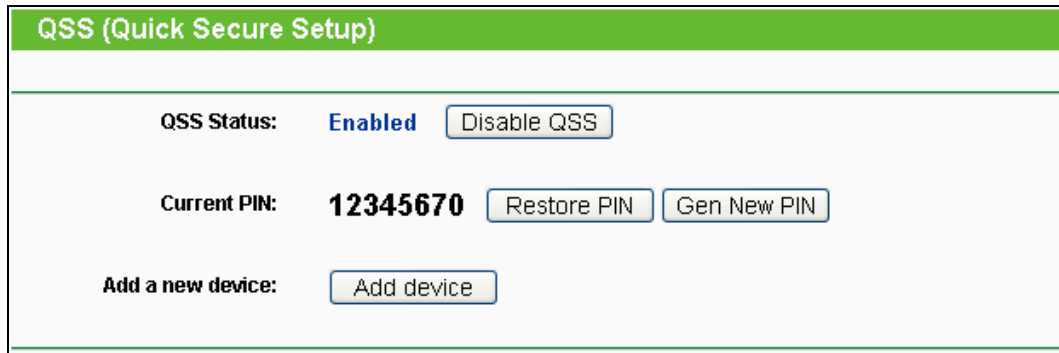 QSS (Quick Secure Setup)
QSS Status: Enabled Disable QSS
Current PIN: 12345670 Restore PIN Gen New PIN
Add a new device: Add device